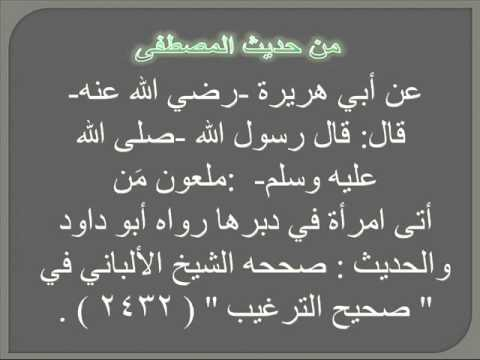 من حديث المصطفى
عن أبي هريرة -رضي الله عنه-
قال: قال رسول الله -صلى الله
عليه وسلم- :ملعون مَن
أتى امرأة في دبرها رواه أبو داود
والحديث : صححه الشيخ الألباني في
" صحيح الترغيب " ( ٢٤٣٢ ) .